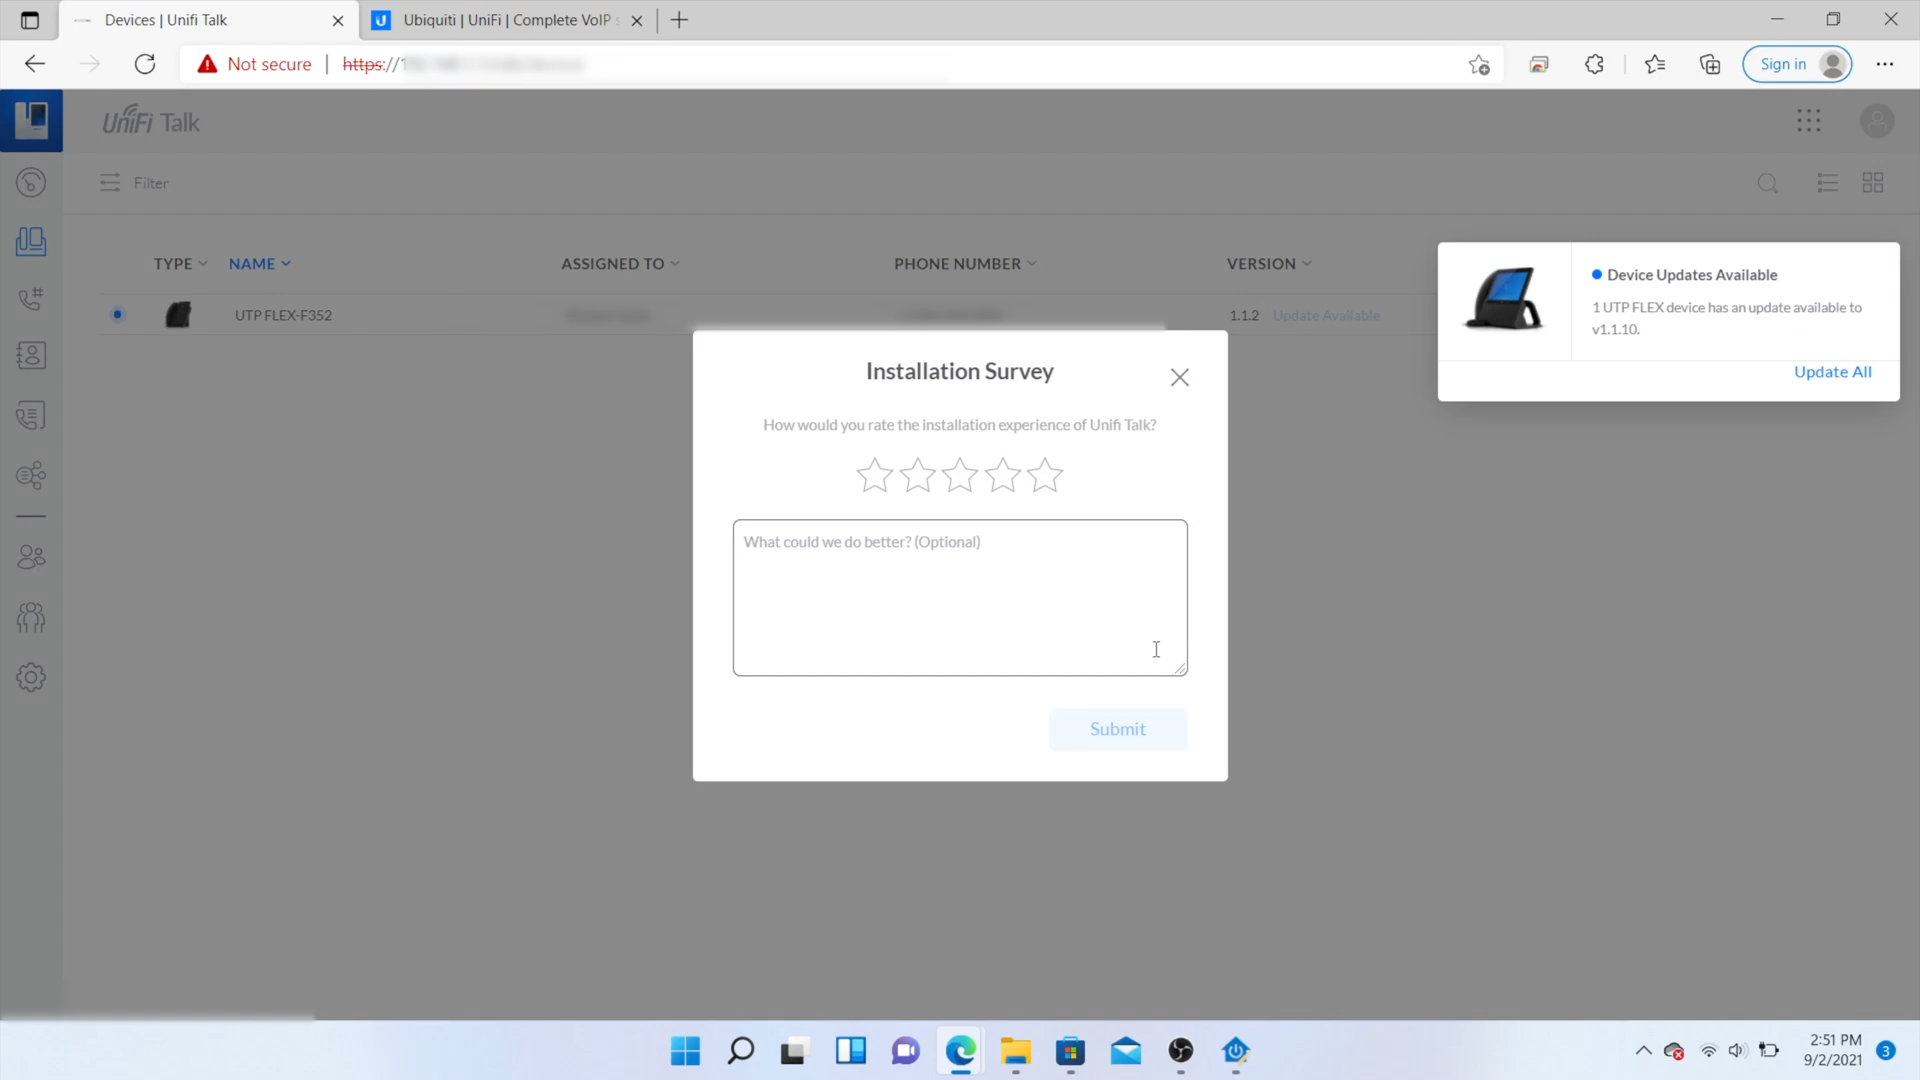 Devices | Unifi Talk
Ubiquiti | UniFi | Complete VoIP
Not secure | https://
Sign in
UniFi Talk
Filter
TYPE NAME ASSIGNED TO PHONE NUMBER VERSION
UTP FLEX-F352 1.1.2 Update Available
Device Updates Available
1 UTP FLEX device has an update available to
v1.1.10.
Update All
Installation Survey
How would you rate the installation experience of Unifi Talk?
What could we do better? (Optional)
Submit
2:51 PM
9/2/2021
3